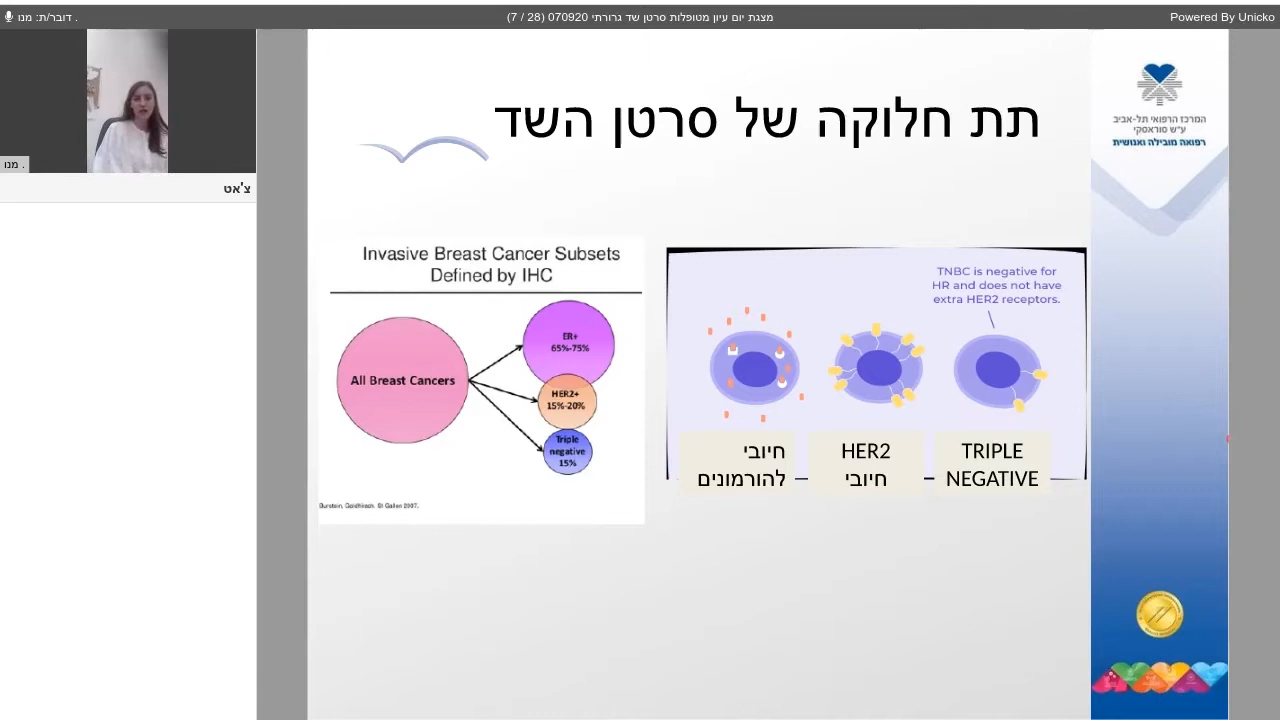 דובר/ת: מנו .
מצגת יום עיון מטופלות סרטן שד גרורתי 070920 (28 / 7)
Powered By Unicko
מנו .
צ'אט
תת חלוקה של סרטן השד
המרכז הרפואי תל-אביב
ע"ש סוראסקי
רפואה מובילה ואנושית
Invasive Breast Cancer Subsets
Defined by IHC
All Breast Cancers
ER+
65%-75%
HER2+
15%-20%
Triple
negative
15%
Burstein, Goldhirsch. St Gallen 2007.
TNBC is negative for
HR and does not have
extra HER2 receptors.
חיובי
להורמונים
HER2
חיובי
TRIPLE
NEGATIVE